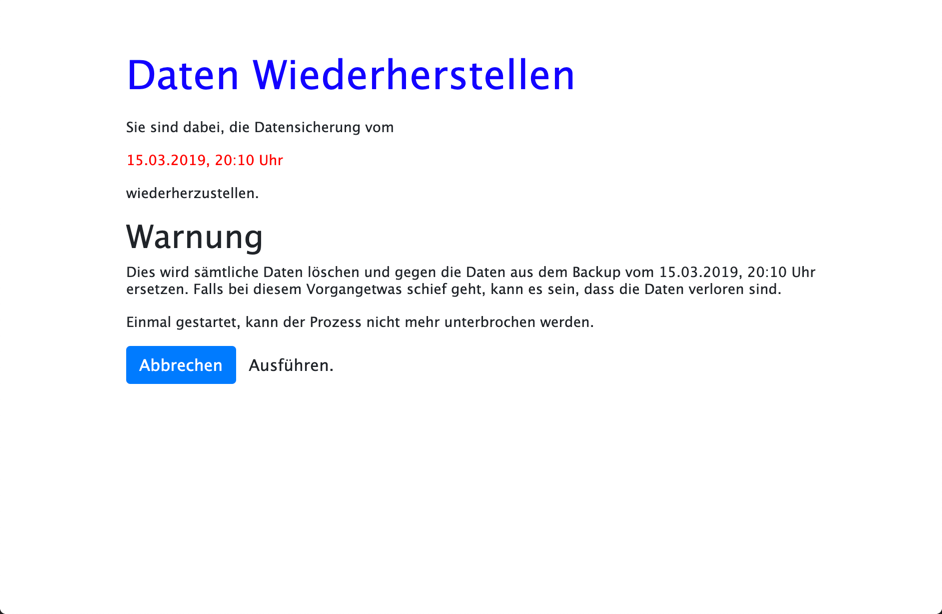 Daten Wiederherstellen
Sie sind dabei, die Datensicherung vom
15.03.2019, 20:10 Uhr
wiederherzustellen.
Warnung
Dies wird sämtliche Daten löschen und gegen die Daten aus dem Backup vom 15.03.2019, 20:10 Uhr
ersetzen. Falls bei diesem Vorgangetwas schief geht, kann es sein, dass die Daten verloren sind.
Einmal gestartet, kann der Prozess nicht mehr unterbrochen werden.
Abbrechen Ausführen.